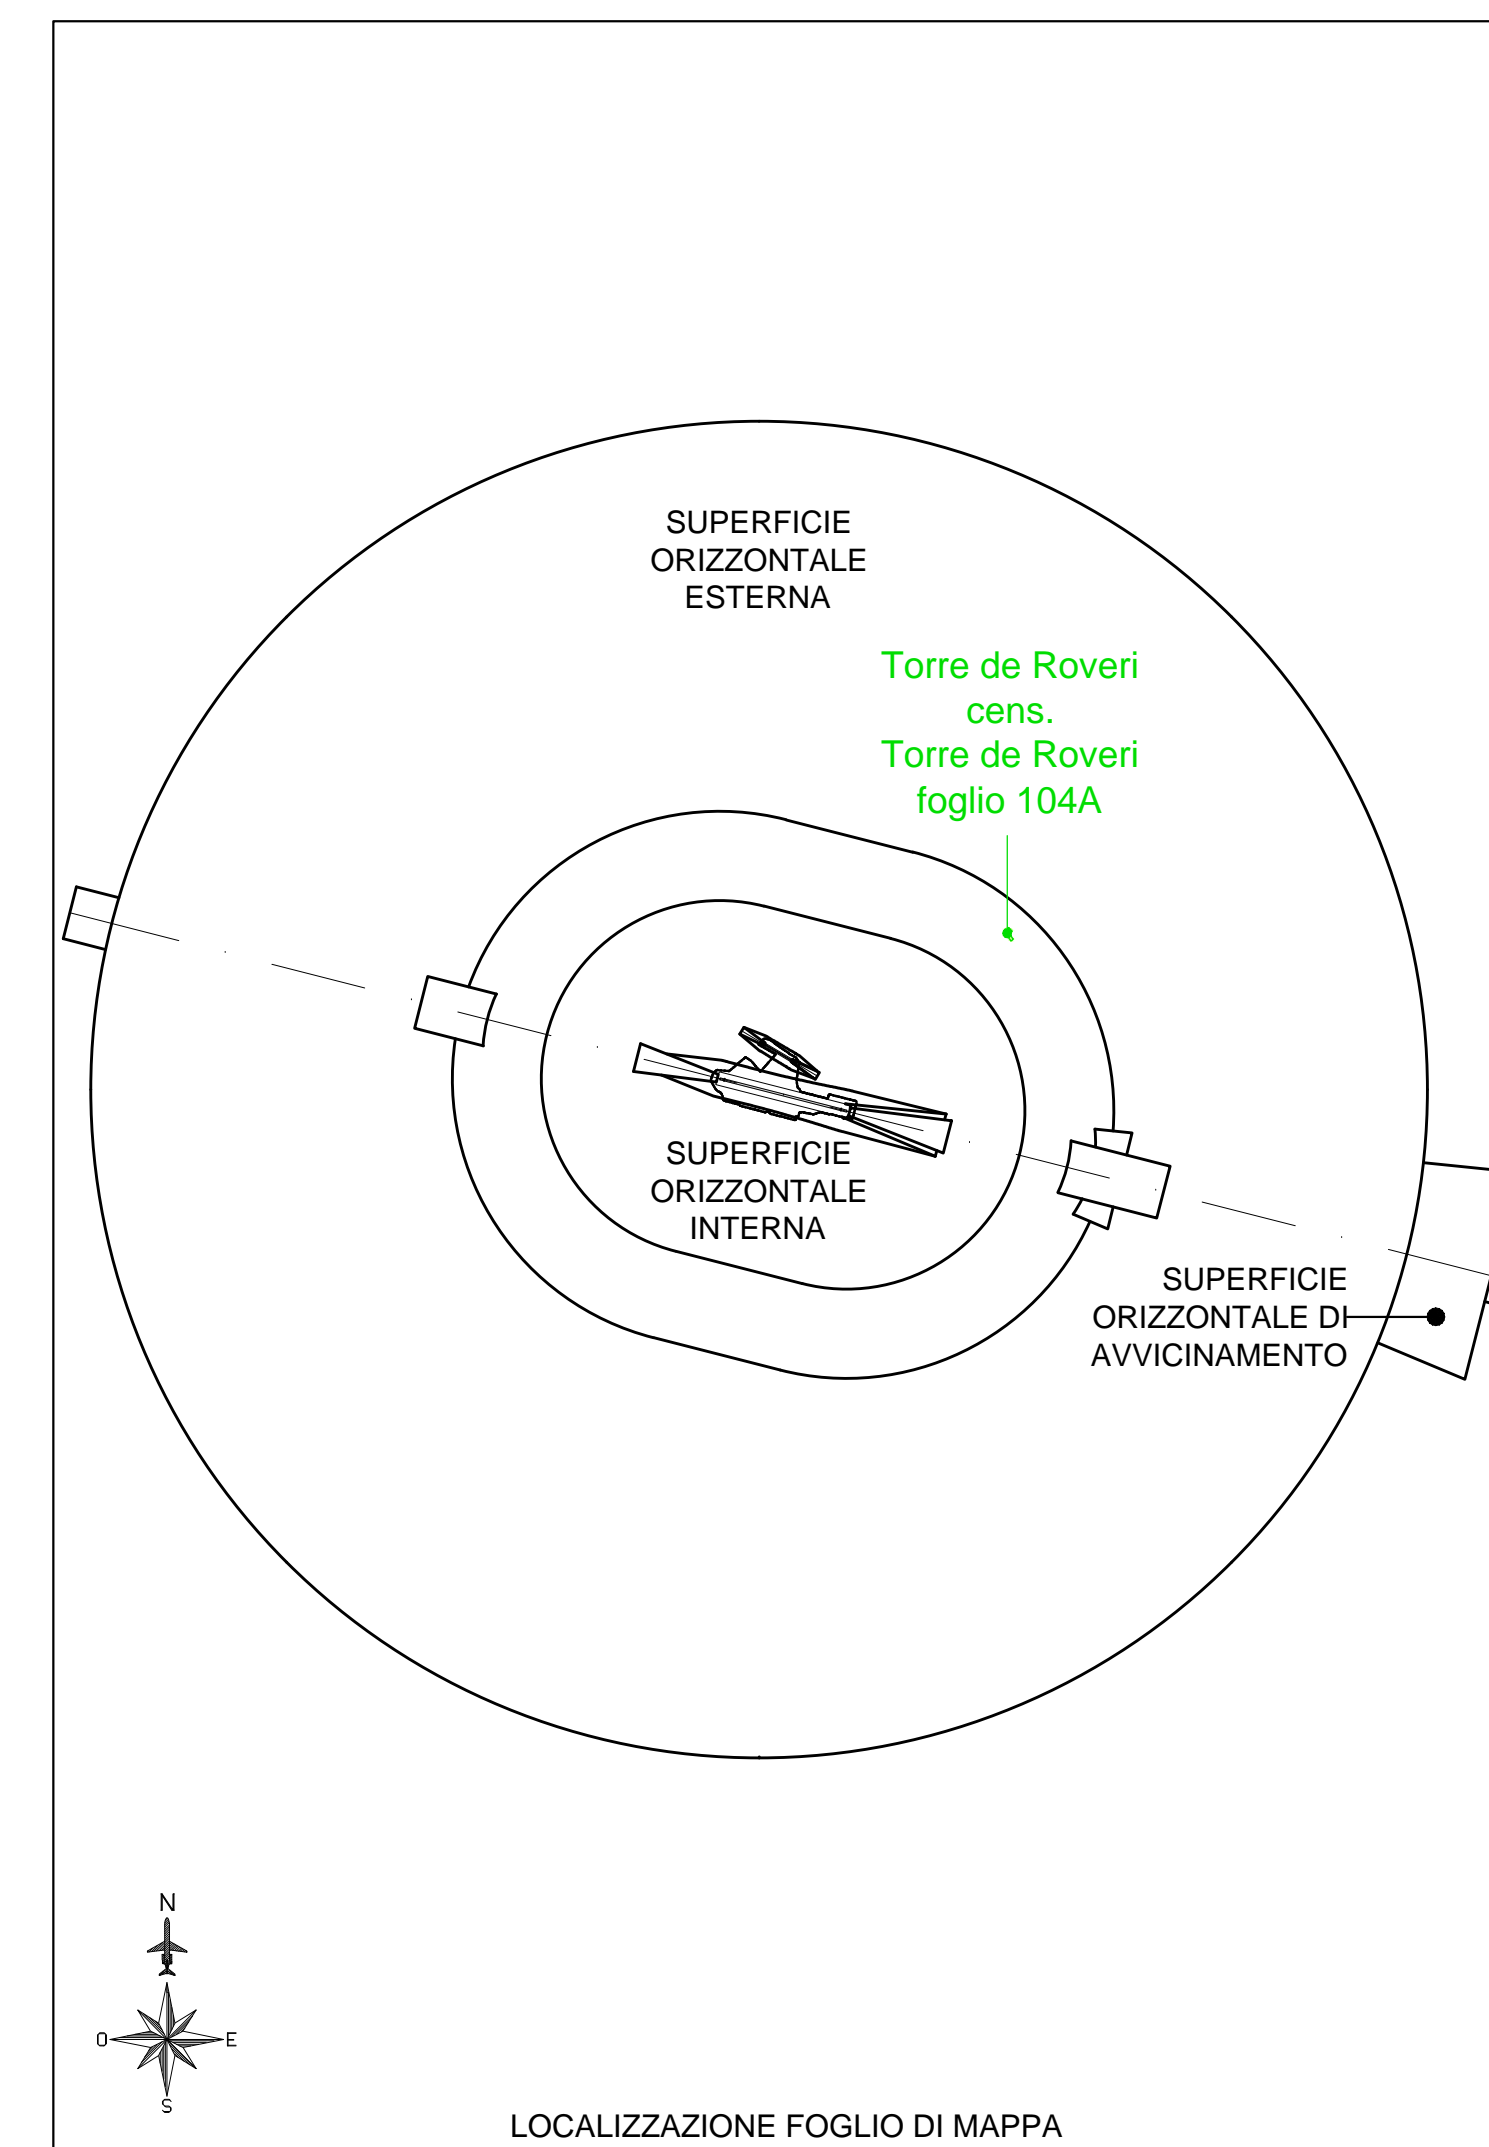 SUPERFICIE
ORIZZONTALE
ESTERNA
Torre de Roveri
cens.
Torre de Roveri
foglio 104A
SUPERFICIE
ORIZZONTALE
INTERNA
SUPERFICIE
ORIZZONTALE DI
AVVICINAMENTO
N
O
E
S
LOCALIZZAZIONE FOGLIO DI MAPPA